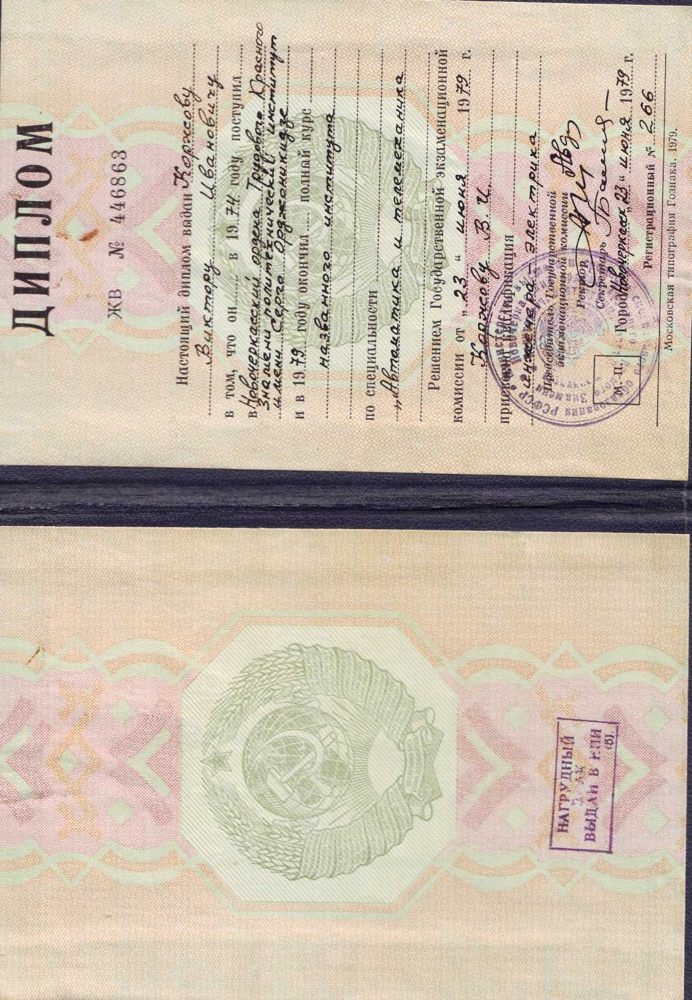 НАГРУДНЫЙ
ЗНАК
ВЫДАН В НПИ
(5)
ДИПЛОМ
ЖВ № 446863
Настоящий диплом выдан Коржову
Виктору Ивановичу
в том, что он в 1974 году поступил
в Новочеркасский ордена Трудового Красного
Знамени политехнический институт
имени Серго Орджоникидзе
и в 1979 году окончил полный курс
названного института
по специальности
„Автоматика и телемеханика
Решением Государственной экзаменационной
комиссии от „23“ июня 1979 г.
Коржову В. И.
присвоена квалификация
инженера-электрика
Председатель Государственной
экзаменационной комиссии
Ректор
Секретарь
Город Новочеркасск „23“ июня 1979 г.
М. П.
Регистрационный № 266
Московская типография Гознака. 1979.